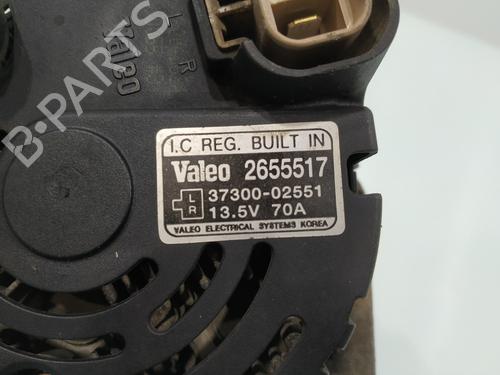 L
R
Valeo
B-PARTS
I.C REG. BUILT IN
Valeo 2655517
L 37300-02551
R 13.5V 70A
VALEO ELECTRICAL SYSTEMS KOREA